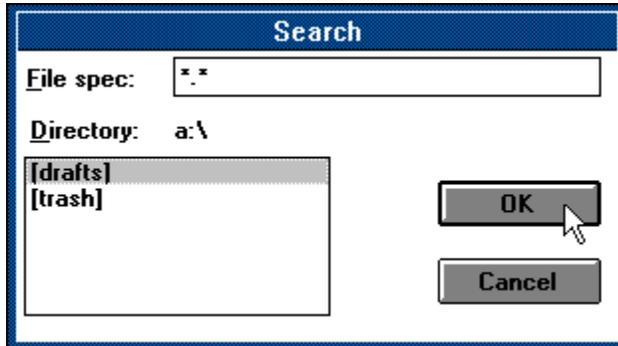 Search
File spec: *.*
Directory: a:\
[drafts]
[trash]
OK
Cancel